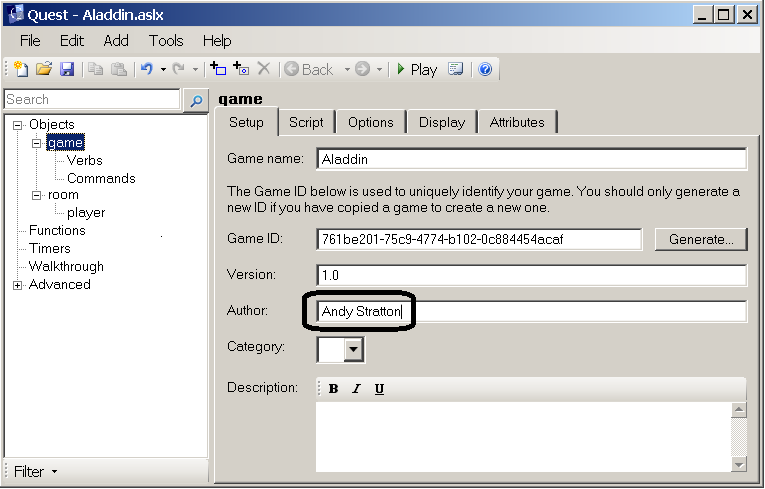 Quest - Aladdin.aslx
File Edit Add Tools Help
Back Play
Search
Objects
game
Verbs
Commands
room
player
Functions
Timers
Walkthrough
Advanced
Filter
game
Setup Script Options Display Attributes
Game name: Aladdin
The Game ID below is used to uniquely identify your game. You should only generate a
new ID if you have copied a game to create a new one.
Game ID: 761be201-75c9-4774-b102-0c884454acaf Generate...
Version: 1.0
Author: Andy Stratton
Category:
Description: B I U